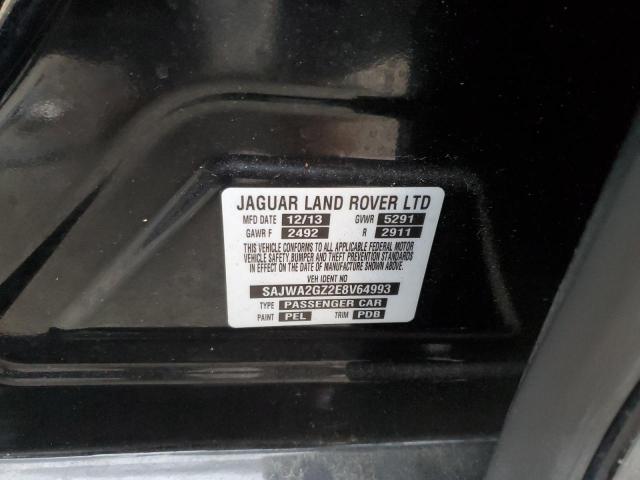 JAGUAR LAND ROVER LTD
MFD DATE 12/13 GVWR 5291
GAWR F 2492 R 2911
THIS VEHICLE CONFORMS TO ALL APPLICABLE FEDERAL MOTOR
VEHICLE SAFETY, BUMPER AND THEFT PREVENTION STANDARDS
IN EFFECT ON THE DATE OF MANUFACTURE SHOWN ABOVE.
VEH IDENT NO
SAJWA2GZ2E8V64993
TYPE PASSENGER CAR
PAINT PEL TRIM PDB